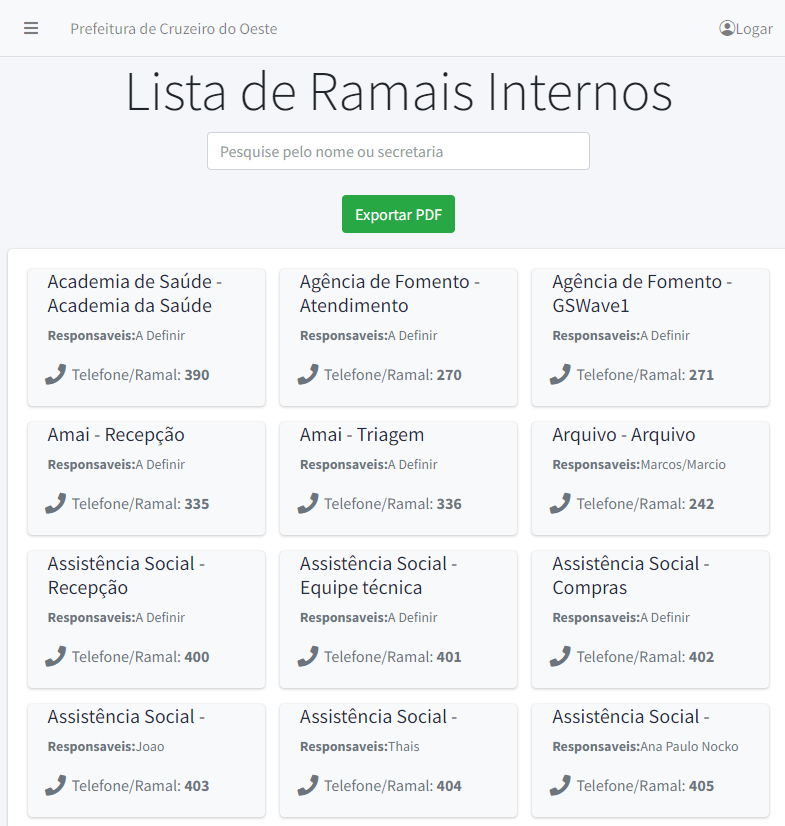 Prefeitura de Cruzeiro do Oeste
Logar
Lista de Ramais Internos
Pesquise pelo nome ou secretaria
Exportar PDF
Academia de Saúde -
Academia da Saúde
Responsaveis:A Definir
Telefone/Ramal: 390
Agência de Fomento -
Atendimento
Responsaveis:A Definir
Telefone/Ramal: 270
Agência de Fomento -
GSWave1
Responsaveis:A Definir
Telefone/Ramal: 271
Amai - Recepção
Responsaveis:A Definir
Telefone/Ramal: 335
Amai - Triagem
Responsaveis:A Definir
Telefone/Ramal: 336
Arquivo - Arquivo
Responsaveis:Marcos/Marcio
Telefone/Ramal: 242
Assistência Social -
Recepção
Responsaveis:A Definir
Telefone/Ramal: 400
Assistência Social -
Equipe técnica
Responsaveis:A Definir
Telefone/Ramal: 401
Assistência Social -
Compras
Responsaveis:A Definir
Telefone/Ramal: 402
Assistência Social -
Responsaveis:Joao
Telefone/Ramal: 403
Assistência Social -
Responsaveis:Thais
Telefone/Ramal: 404
Assistência Social -
Responsaveis:Ana Paulo Nocko
Telefone/Ramal: 405